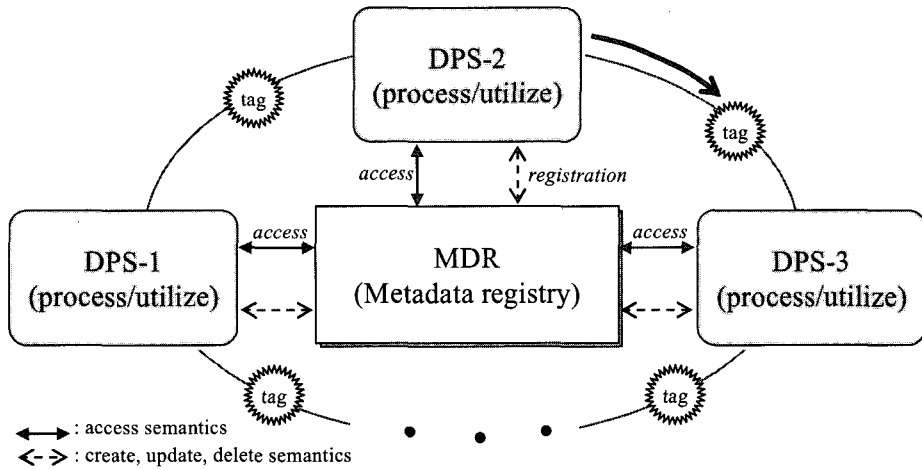 DPS-2
(process/utilize)
tag
tag
access
registration
DPS-1
(process/utilize)
access
MDR
(Metadata registry)
access
DPS-3
(process/utilize)
tag
tag
: access semantics
: create, update, delete semantics